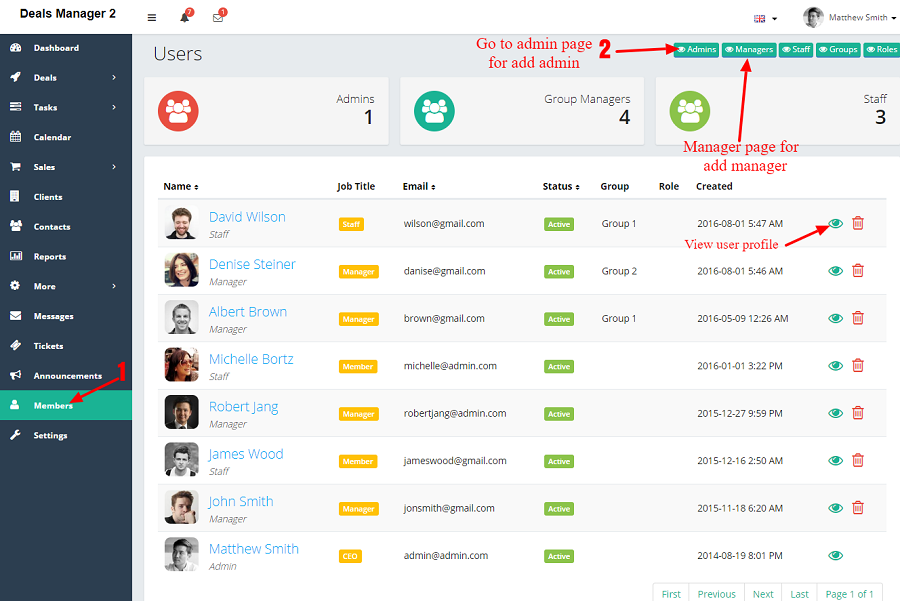 Deals Manager 2
7
1
Matthew Smith
Dashboard
Deals
Tasks
Calendar
Sales
Clients
Contacts
Reports
More
Messages
Tickets
Announcements
Members
Settings
1
Users
Go to admin page
for add admin
2
Admins
Managers
Staff
Groups
Roles
Admins
1
Group Managers
4
Staff
3
Manager page for
add manager
Name Job Title Email Status Group Role Created
David Wilson
Staff
Staff wilson@gmail.com Active Group 1 2016-08-01 5:47 AM
View user profile
Denise Steiner
Manager
Manager danise@gmail.com Active Group 2 2016-08-01 5:46 AM
Albert Brown
Manager
Manager brown@gmail.com Active Group 1 2016-05-09 12:26 AM
Michelle Bortz
Staff
Member michelle@admin.com Active 2016-01-01 3:22 PM
Robert Jang
Manager
Manager robertjang@admin.com Active 2015-12-27 9:59 PM
James Wood
Staff
Member jameswood@gmail.com Active 2015-12-16 2:50 AM
John Smith
Manager
Manager jonsmith@gmail.com Active 2015-11-18 6:20 AM
Matthew Smith
Admin
CEO admin@admin.com Active 2014-08-19 8:01 PM
First Previous Next Last Page 1 of 1